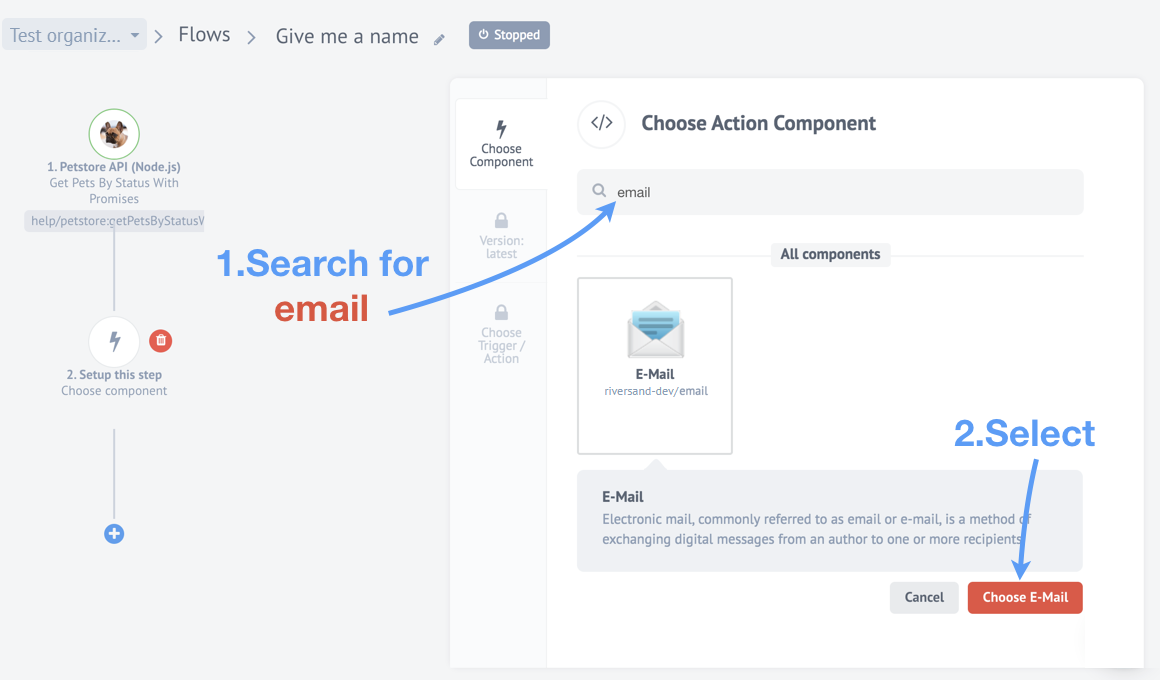 Test organiz...
Flows
Give me a name
Stopped
1. Petstore API (Node.js)
Get Pets By Status With
Promises
help/petstore:getPetsByStatusW
2. Setup this step
Choose component
1.Search for
email
Choose
Component
Version:
latest
Choose
Trigger /
Action
</> Choose Action Component
email
All components
E-Mail
riversand-dev/email
2.Select
E-Mail
Electronic mail, commonly referred to as email or e-mail, is a method of
exchanging digital messages from an author to one or more recipients.
Cancel
Choose E-Mail